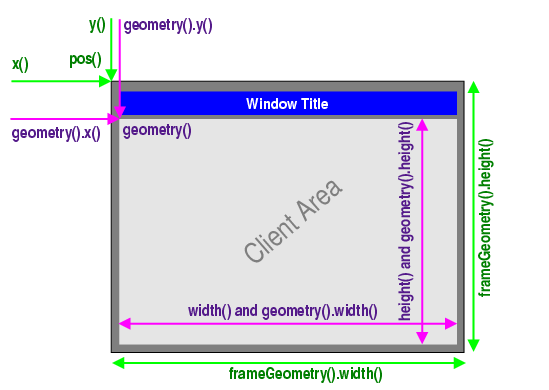 y()
geometry().y()
x()
pos()
Window Title
geometry().x()
geometry()
Client Area
height() and geometry().height()
frameGeometry().height()
width() and geometry().width()
frameGeometry().width()